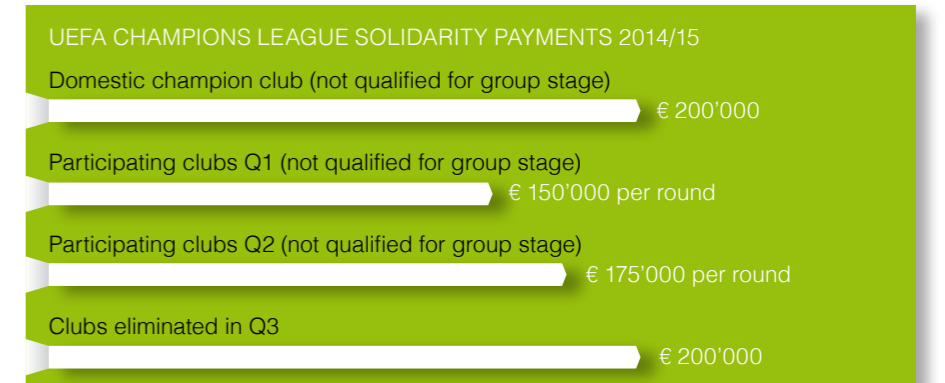 UEFA CHAMPIONS LEAGUE SOLIDARITY PAYMENTS 2014/15
Domestic champion club (not qualified for group stage)
€ 200’000
Participating clubs Q1 (not qualified for group stage)
€ 150’000 per round
Participating clubs Q2 (not qualified for group stage)
€ 175’000 per round
Clubs eliminated in Q3
€ 200’000